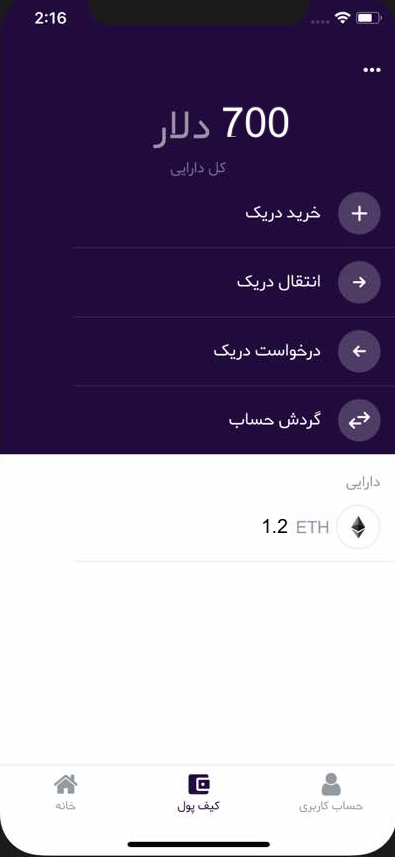 2:16
700 دلار
کل دارایی
خرید دریک
انتقال دریک
درخواست دریک
گردش حساب
دارایی
ETH 1.2
حساب کاربری
کیف پول
خانه